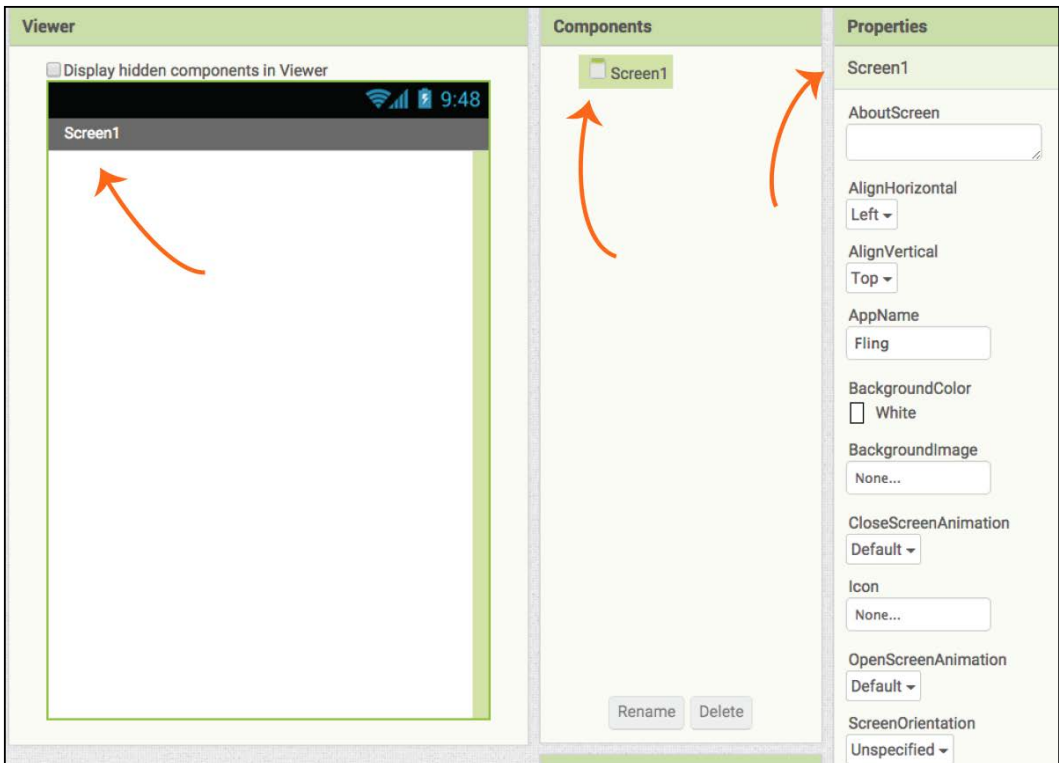 Viewer
Display hidden components in Viewer
9:48
Screen1
Components
Screen1
Rename
Delete
Properties
Screen1
AboutScreen
AlignHorizontal
Left
AlignVertical
Top
AppName
Fling
BackgroundColor
White
BackgroundImage
None...
CloseScreenAnimation
Default
Icon
None...
OpenScreenAnimation
Default
ScreenOrientation
Unspecified